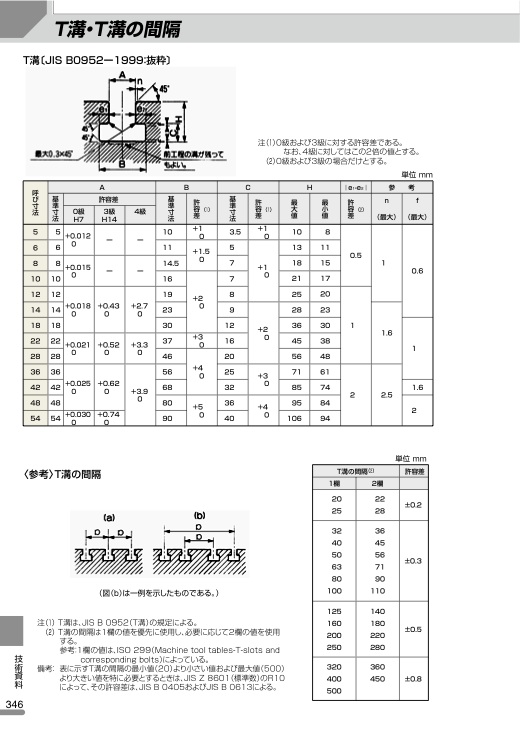 T溝・T溝の間隔
T溝〔JIS B0952ー1999：抜粋〕
A
n
45°
e₁
e₂
45°
45°
H
C
最大0.3×45°
前工程の溝が残って
もよい。
B
注(1)0級および3級に対する許容差である。
なお、4級に対してはこの2倍の値とする。
(2)0級および3級の場合だけとする。
単位 mm
呼び寸法 A B C H |e₁-e₂| 参 考
基準寸法 許容差 基準寸法 許容差(1) 基準寸法 許容差(1) 最大値 最小値 許容差(2) n (最大) f (最大)
0級 H7 3級 H14 4級
5 5 +0.012 0 － － 10 +1 0 3.5 +1 0 10 8 0.5 1 0.6
6 6 11 +1.5 0 5 +1 0 13 11
8 8 +0.015 0 － － 14.5 7 18 15
10 10 16 +2 0 7 21 17
12 12 +0.018 0 +0.43 0 +2.7 0 19 8 25 20 1
14 14 23 9 +2 0 28 23 1.6
18 18 30 12 36 30 1
22 22 +0.021 0 +0.52 0 +3.3 0 37 +3 0 16 45 38
28 28 46 +4 0 20 56 48
36 36 +0.025 0 +0.62 0 +3.9 0 56 25 +3 0 71 61 2 2.5
42 42 68 32 85 74 1.6
48 48 80 +5 0 36 +4 0 95 84 2
54 54 +0.030 0 +0.74 0 90 40 106 94
〈参考〉T溝の間隔
(a)
(b)
p p
p
p
(図(b)は一例を示したものである。)
単位 mm
T溝の間隔(2) 許容差
1欄 2欄
20 22 ±0.2
25 28
32 36 ±0.3
40 45
50 56
63 71
80 90
100 110
125 140 ±0.5
160 180
200 220
250 280
320 360 ±0.8
400 450
500
注(1) T溝は、JIS B 0952(T溝)の規定による。
(2) T溝の間隔は1欄の値を優先に使用し、必要に応じて2欄の値を使用
する。
参考：1欄の値は、ISO 299(Machine tool tables-T-slots and
corresponding bolts)によっている。
備考： 表に示すT溝の間隔の最小値(20)より小さい値および最大値(500)
より大きい値を特に必要とするときは、JIS Z 8601(標準数)のR10
によって、その許容差は、JIS B 0405およびJIS B 0613による。
技術資料
346